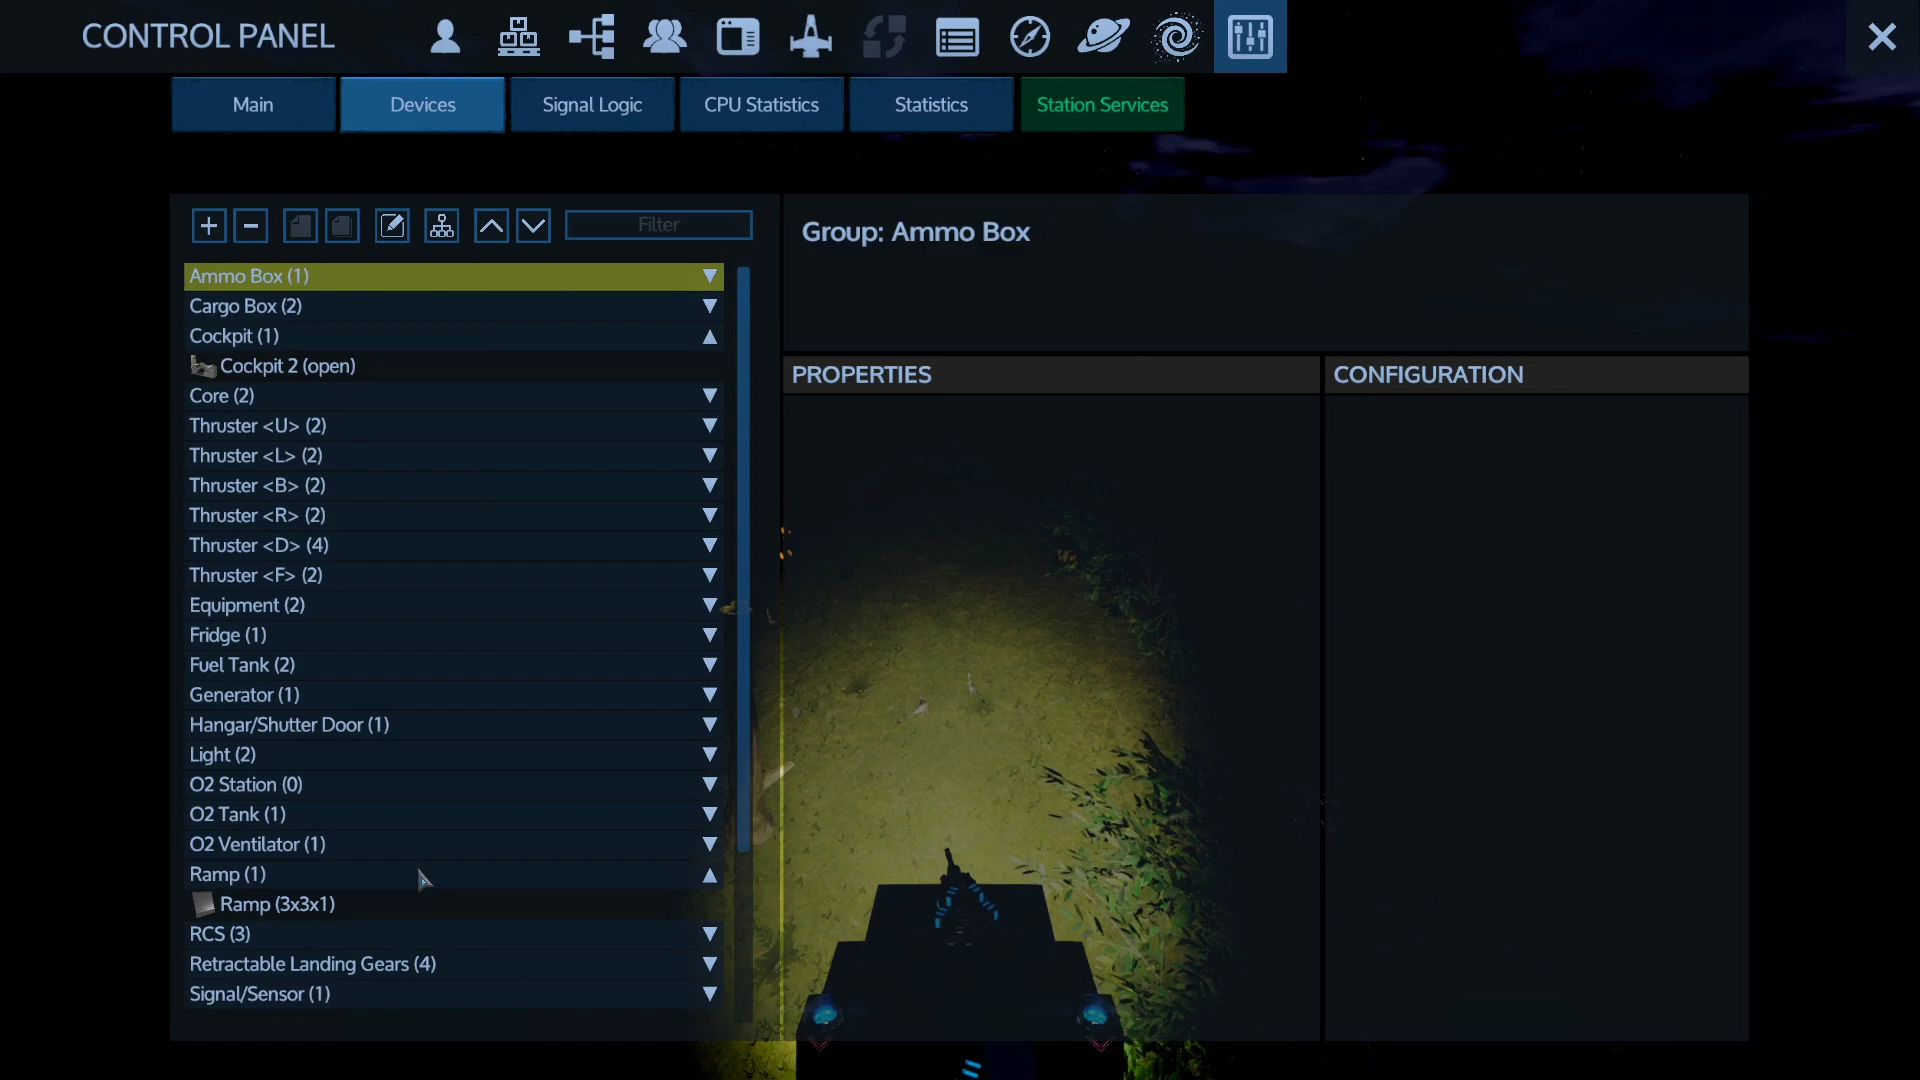 CONTROL PANEL
Main
Devices
Signal Logic
CPU Statistics
Statistics
Station Services
Filter
Group: Ammo Box
Ammo Box (1)
Cargo Box (2)
Cockpit (1)
Cockpit 2 (open)
Core (2)
Thruster <U> (2)
Thruster <L> (2)
Thruster <B> (2)
Thruster <R> (2)
Thruster <D> (4)
Thruster <F> (2)
Equipment (2)
Fridge (1)
Fuel Tank (2)
Generator (1)
Hangar/Shutter Door (1)
Light (2)
O2 Station (0)
O2 Tank (1)
O2 Ventilator (1)
Ramp (1)
Ramp (3x3x1)
RCS (3)
Retractable Landing Gears (4)
Signal/Sensor (1)
PROPERTIES
CONFIGURATION